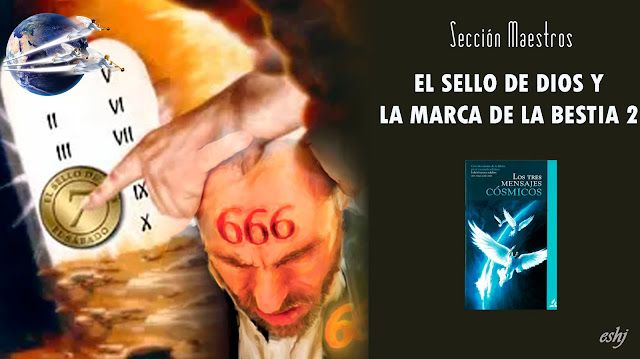 Sección Maestros
EL SELLO DE DIOS Y
LA MARCA DE LA BESTIA 2
II
III
V
VI
VII
IX
X
EL SELLO DE
7
EL SÁBADO
666
6
LOS TRES
MENSAJES
CÓSMICOS
eshj